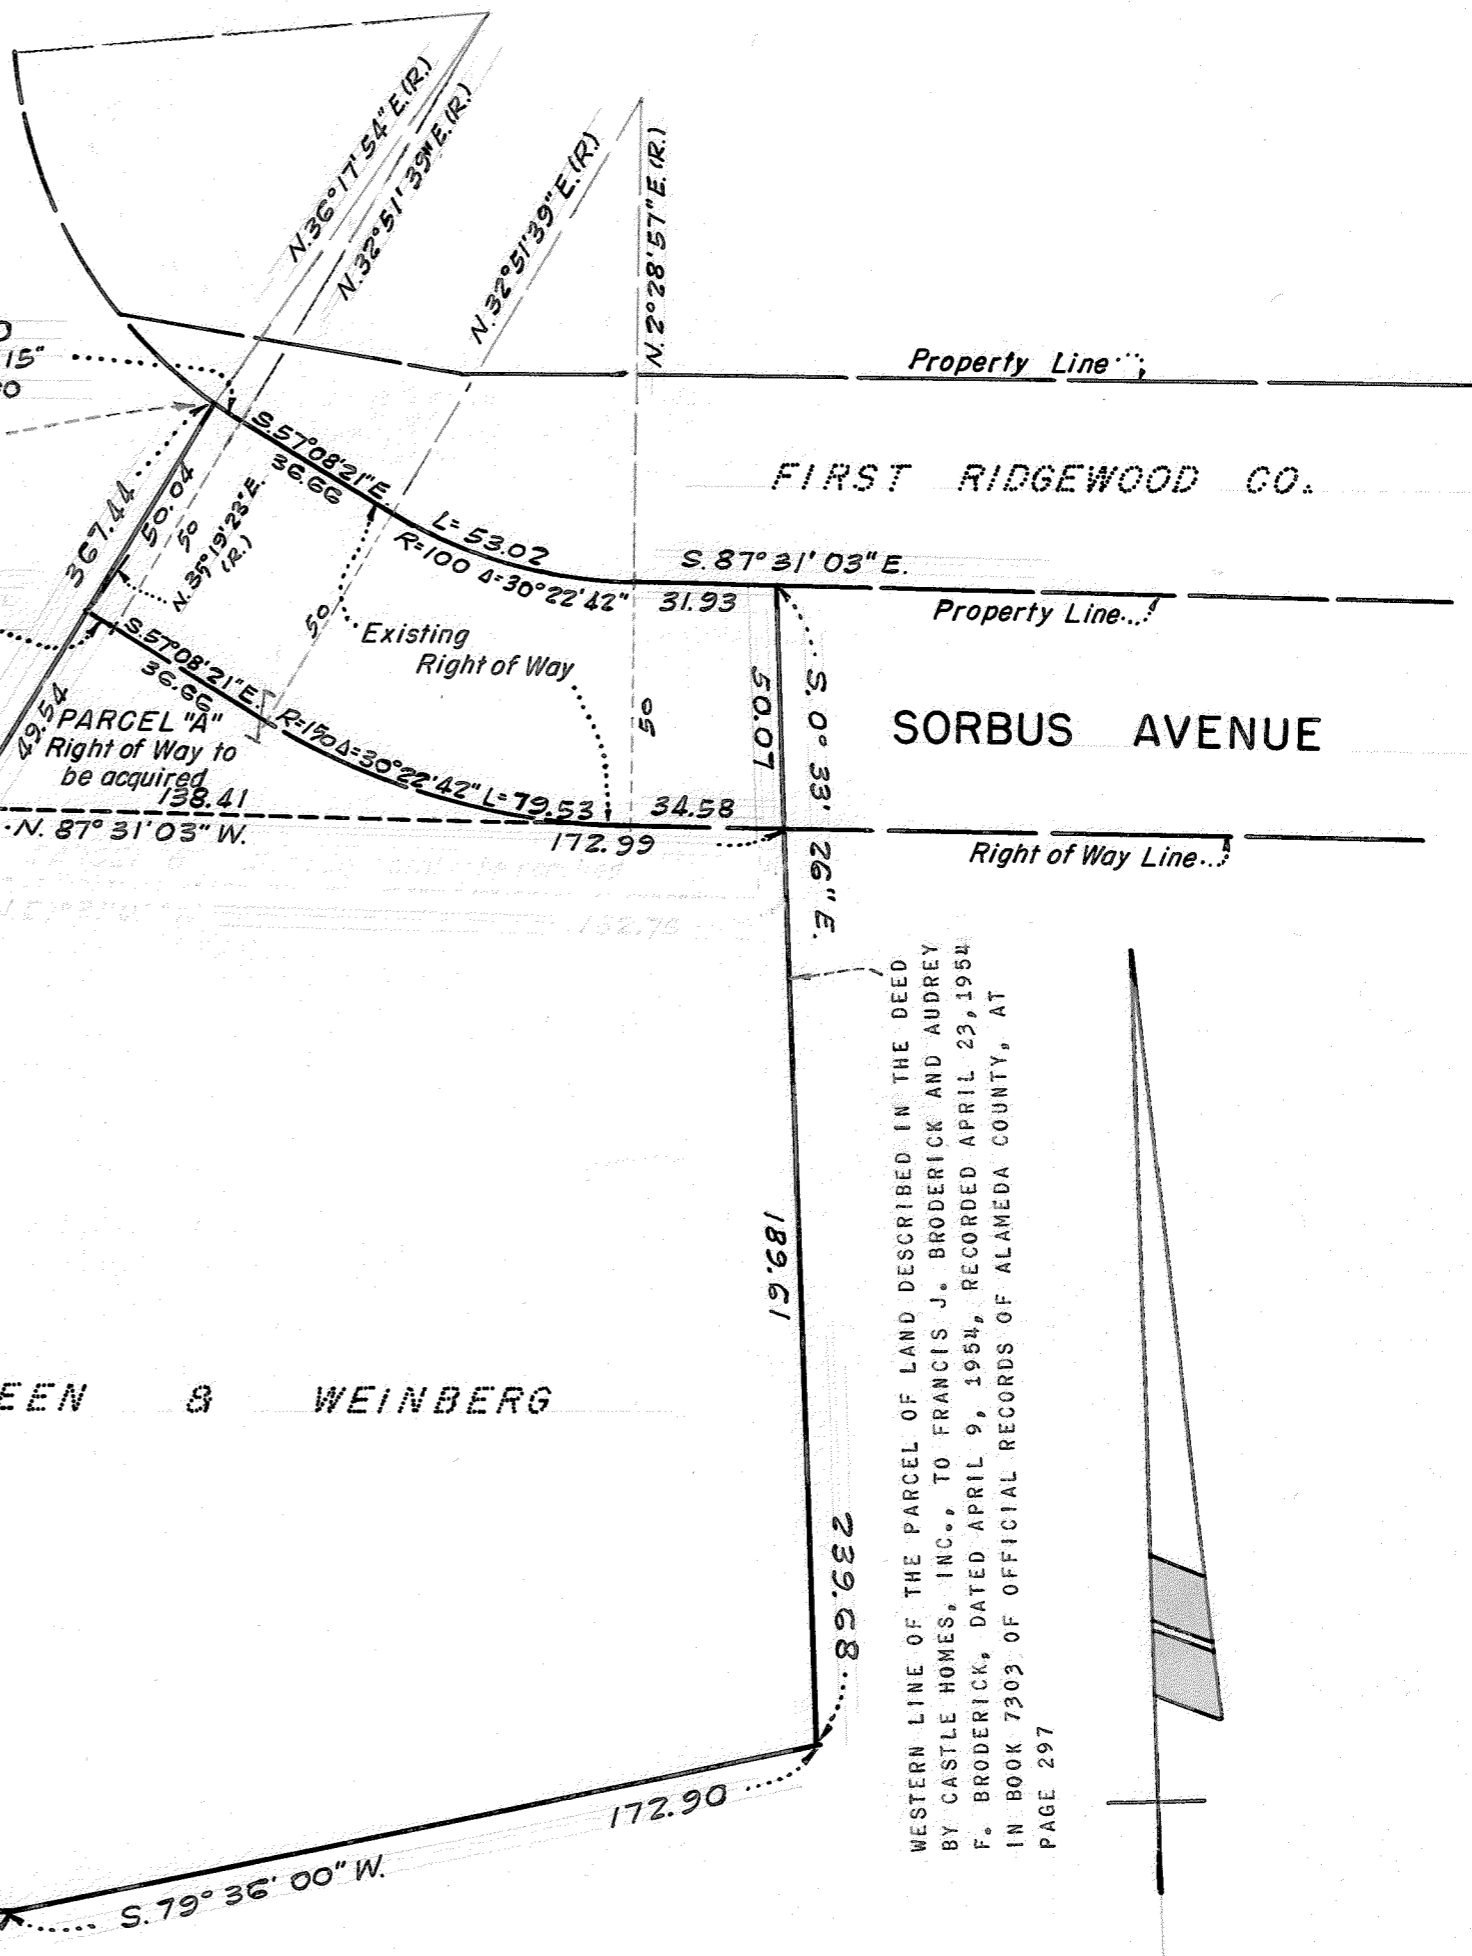 N. 36° 17' 54" E. (R.)
N. 32° 51' 39" E. (R.)
N. 32° 51' 39" E. (R.)
N. 2° 28' 57" E. (R.)
15"
Property Line
FIRST RIDGEWOOD CO.
S. 57° 08' 21" E.
36.66
367.44
50.04
50
N. 35° 19' 23" E.
(R.)
L= 53.02
R=100 Δ=30° 22' 42"
S. 87° 31' 03" E.
31.93
Property Line
50
Existing
Right of Way
S. 57° 08' 21" E.
36.66
49.54
PARCEL "A"
Right of Way to
be acquired
R=150 Δ=30° 22' 42" L=79.53
50
50.07
S. 0° 33' 26" E.
SORBUS AVENUE
138.41
34.58
N. 87° 31' 03" W.
172.99
Right of Way Line
WESTERN LINE OF THE PARCEL OF LAND DESCRIBED IN THE DEED
BY CASTLE HOMES, INC., TO FRANCIS J. BRODERICK AND AUDREY
F. BRODERICK, DATED APRIL 9, 1954, RECORDED APRIL 23, 1954
IN BOOK 7303 OF OFFICIAL RECORDS OF ALAMEDA COUNTY, AT
PAGE 297
189.61
EEN & WEINBERG
239.68
172.90
S. 79° 36' 00" W.